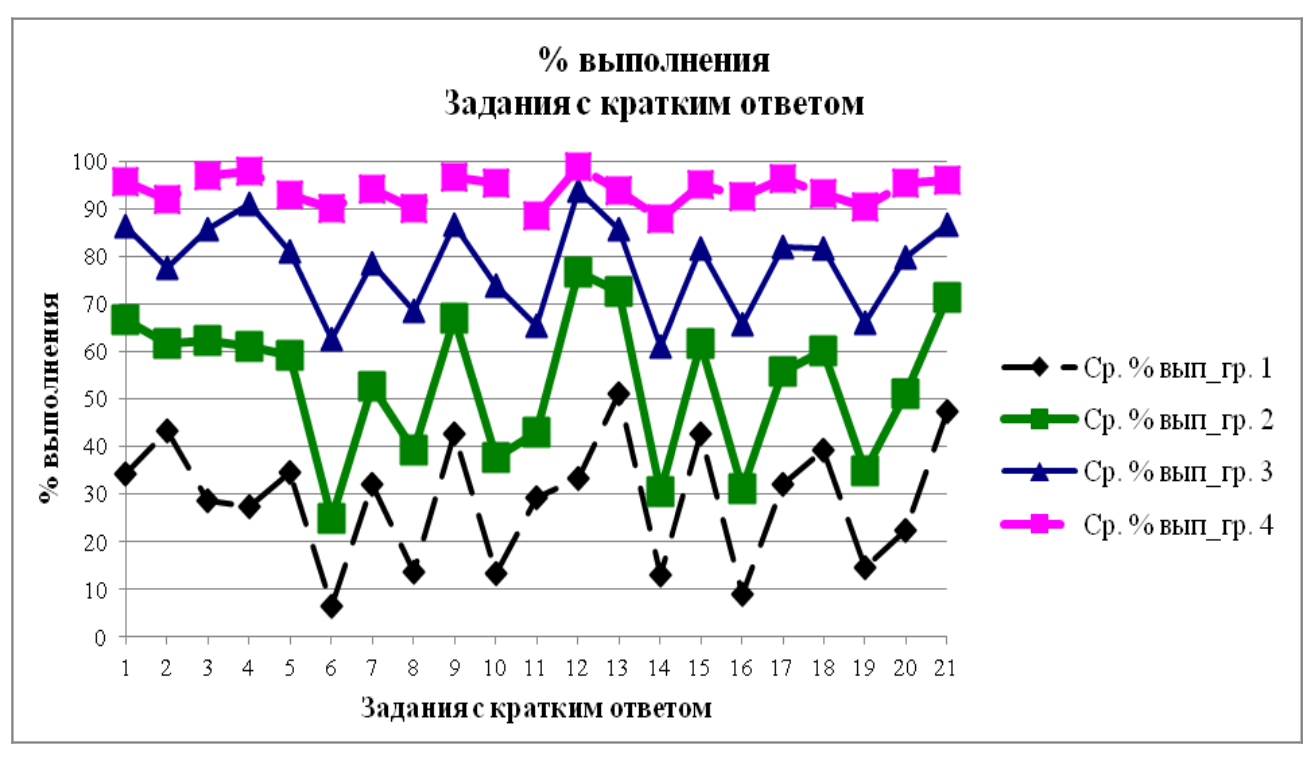 % выполнения
Задания с кратким ответом
% выполнения
100
90
80
70
60
50
40
30
20
10
0
1 2 3 4 5 6 7 8 9 10 11 12 13 14 15 16 17 18 19 20 21
Задания с кратким ответом
Ср. % вып_гр. 1
Ср. % вып_гр. 2
Ср. % вып_гр. 3
Ср. % вып_гр. 4